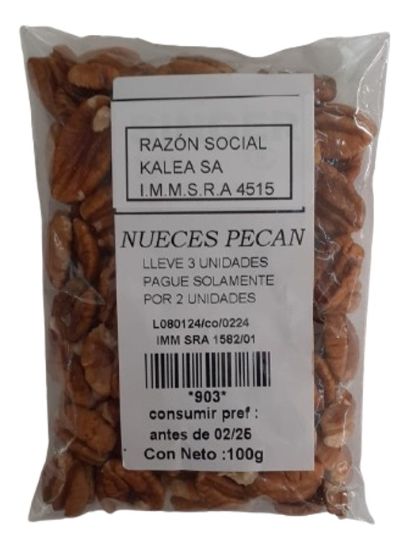 RAZÓN SOCIAL
KALEA SA
I.M.M.S.R.A 4515
NUECES PECAN
LLEVE 3 UNIDADES
PAGUE SOLAMENTE
POR 2 UNIDADES
L080124/co/0224
IMM SRA 1582/01
*903*
consumir pref :
antes de 02/25
Con Neto :100g